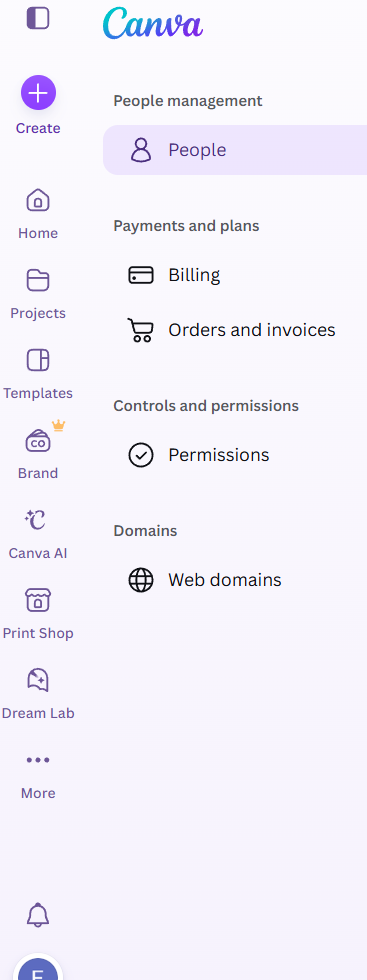 Canva
Create
Home
Projects
Templates
Brand
CO
Canva AI
Print Shop
Dream Lab
More
People management
People
Payments and plans
Billing
Orders and invoices
Controls and permissions
Permissions
Domains
Web domains